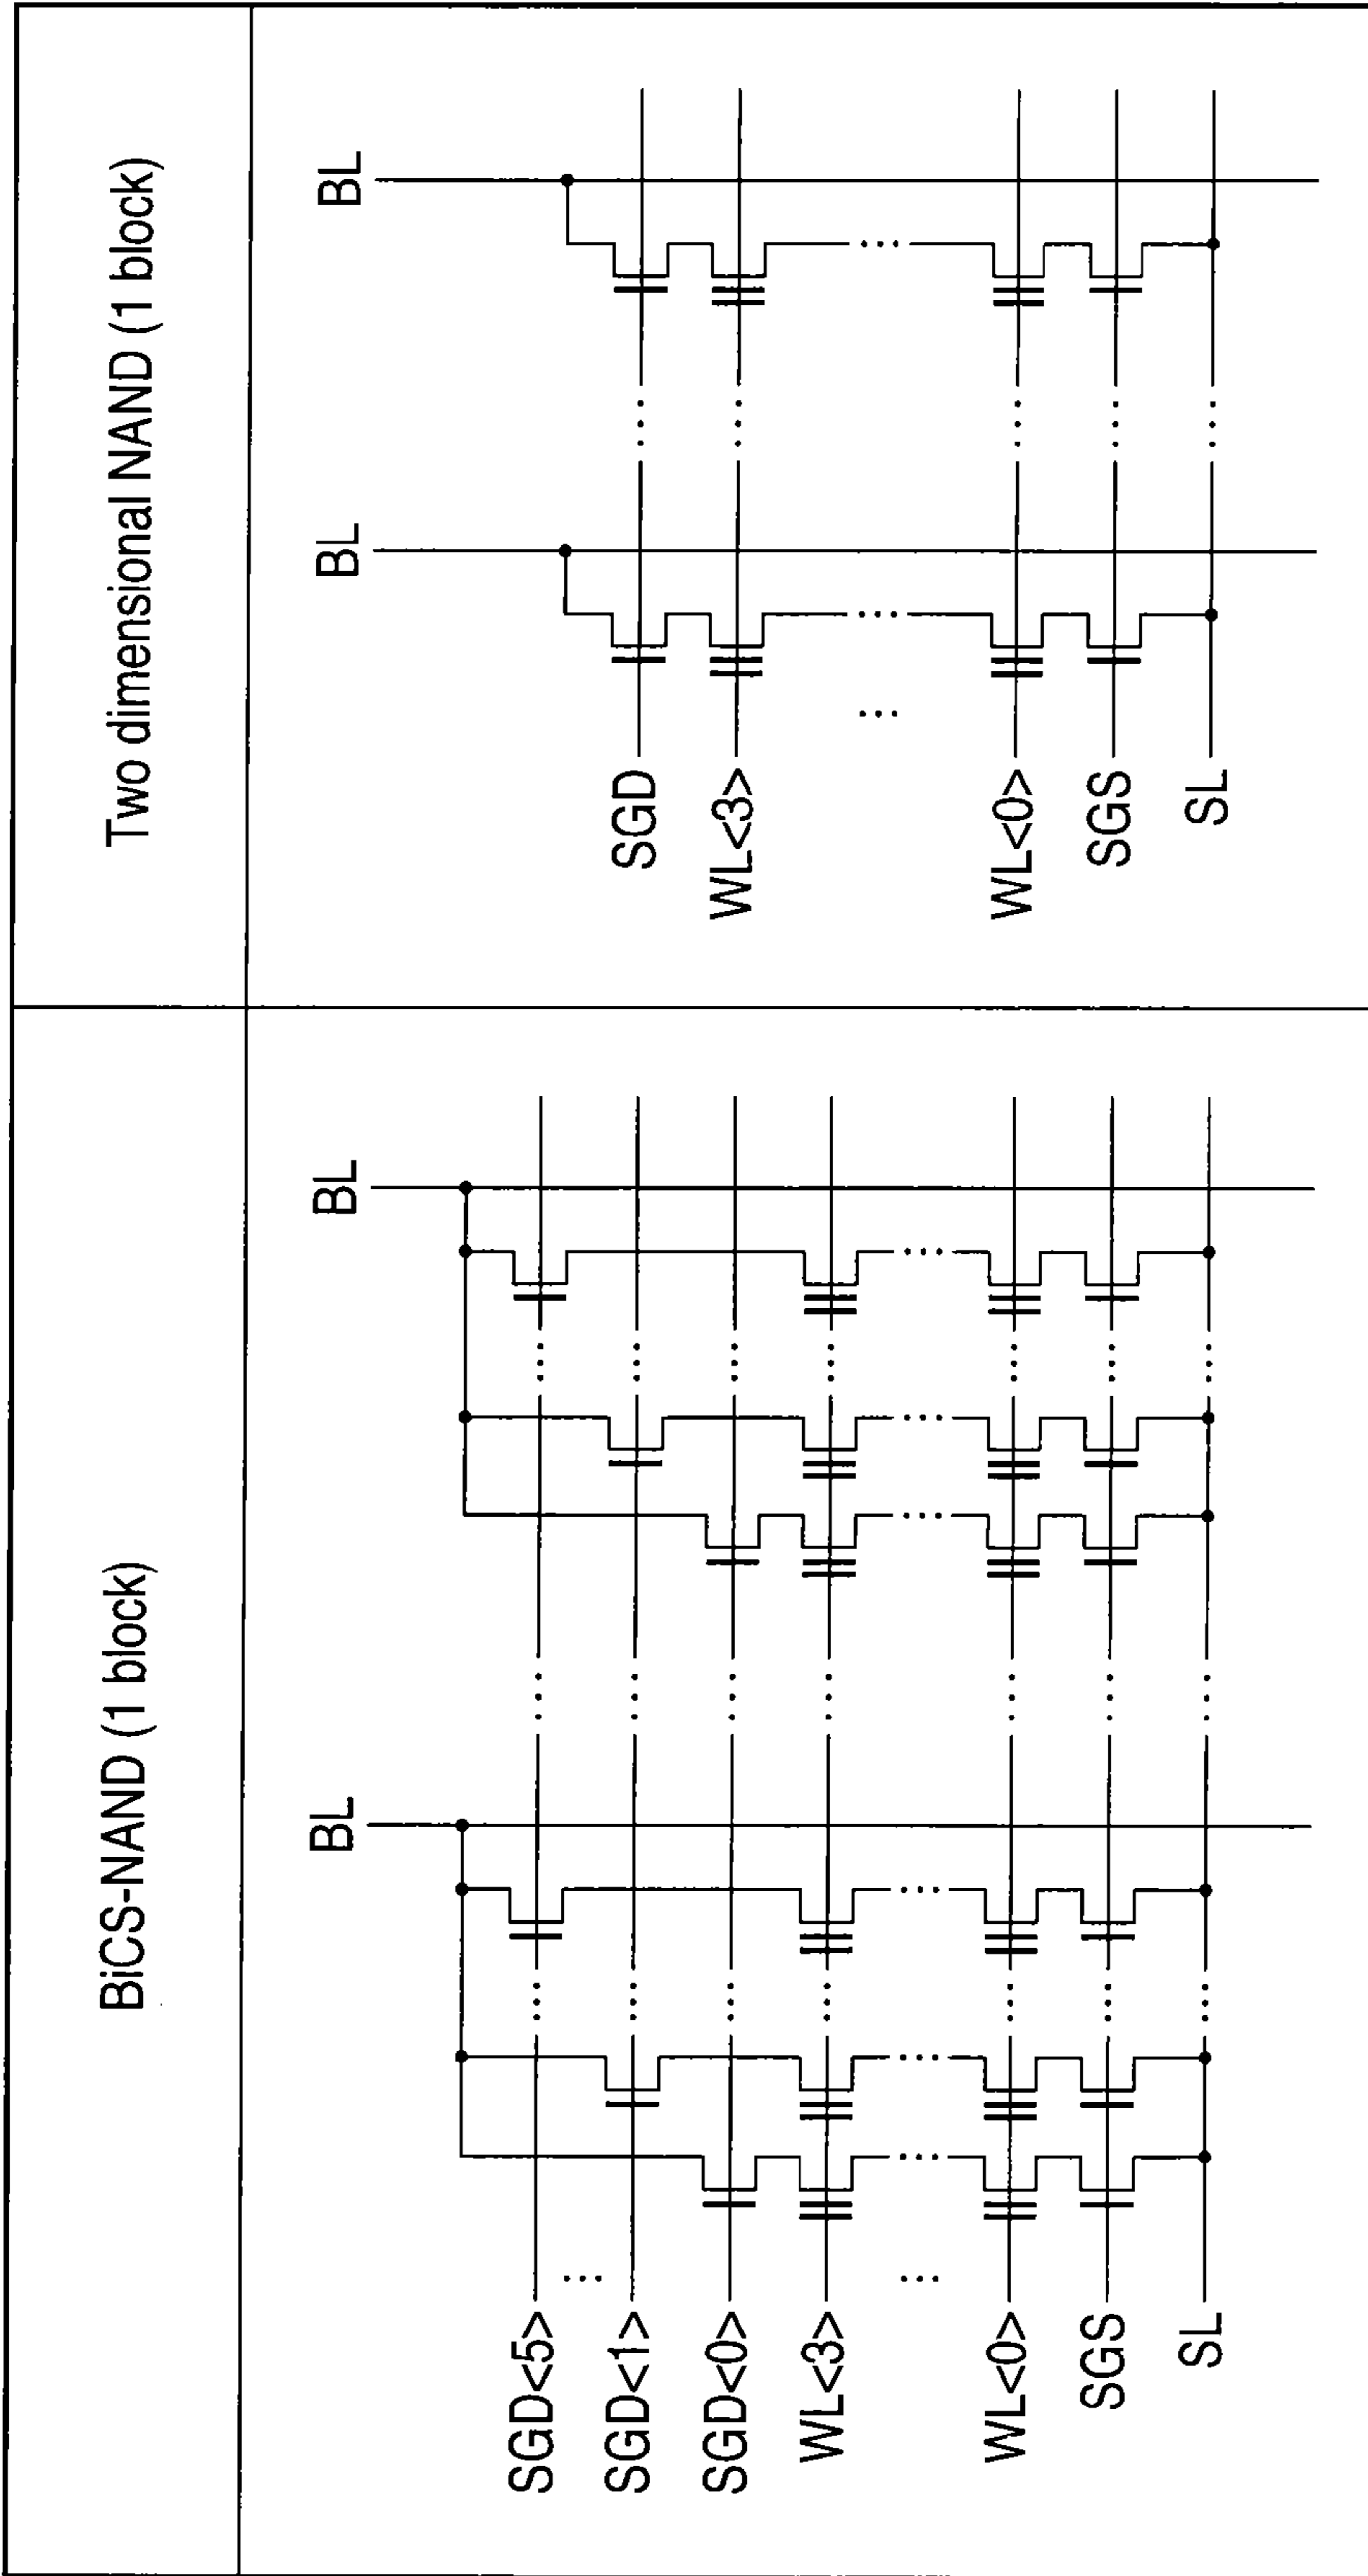 BiCS-NAND (1 block)
Two dimensional NAND (1 block)
BL
BL
SGD<5>
SGD<1>
SGD<0>
WL<3>
WL<0>
SGS
SL
BL
BL
SGD
WL<3>
WL<0>
SGS
SL